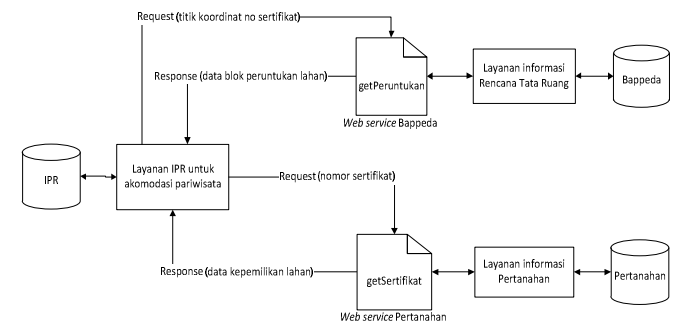 Request (titik koordinat no sertifikat)
Response (data blok peruntukan lahan)
getPeruntukan
Web service Bappeda
Layanan informasi
Rencana Tata Ruang
Bappeda
IPR
Layanan IPR untuk
akomodasi pariwisata
Request (nomor sertifikat)
Response (data kepemilikan lahan)
getSertifikat
Web service Pertanahan
Layanan informasi
Pertanahan
Pertanahan